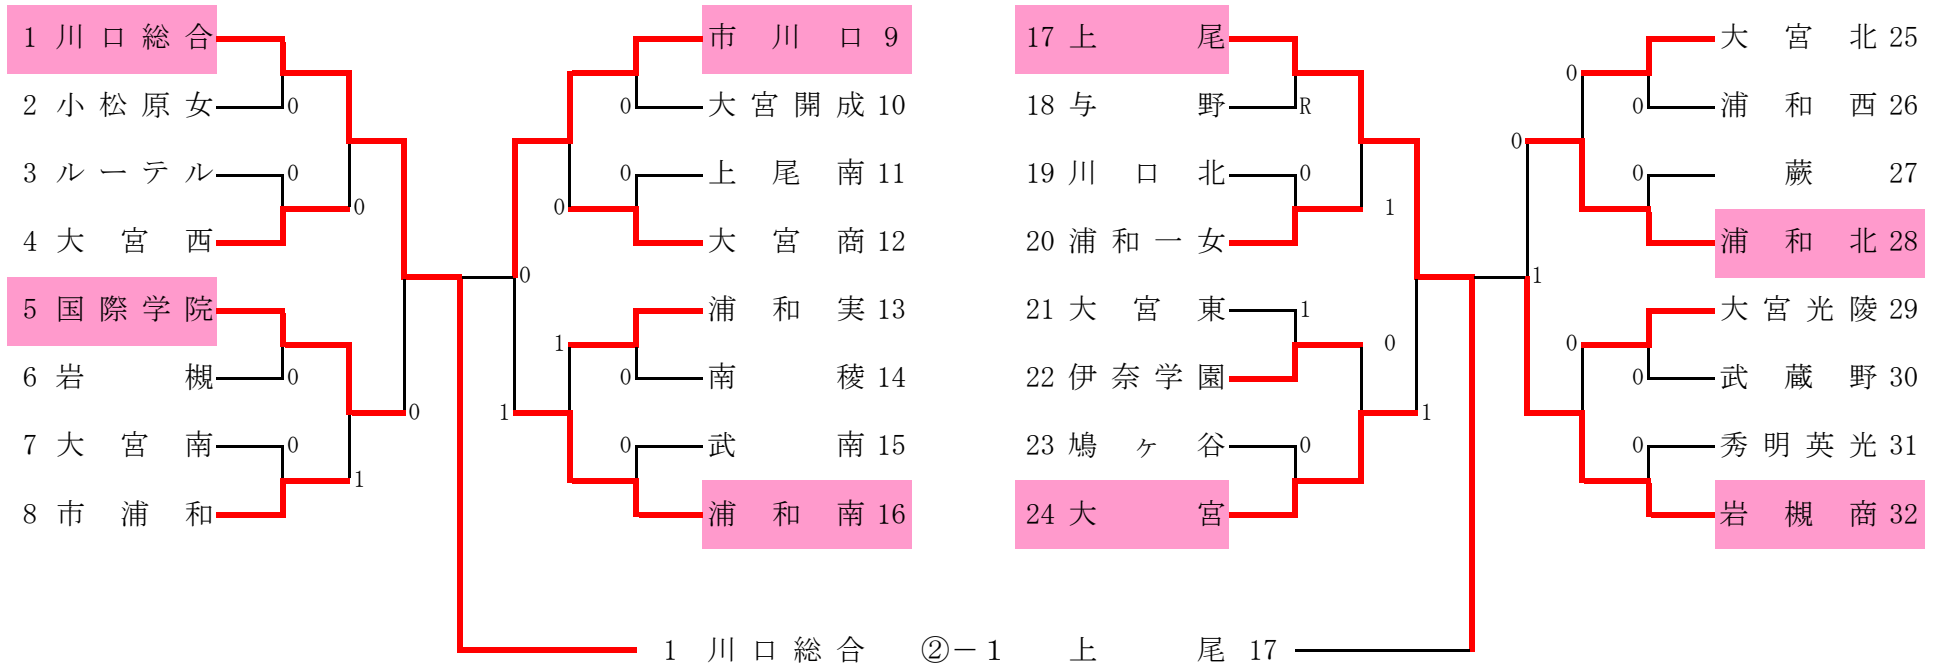 1 川口総合
市川口 9
17 上尾
大宮北 25
0
2 小松原女
0
0
大宮開成 10
18 与野
R
0
浦和西 26
0
3 ルーテル
0
0
上尾南 11
19 川口北
0
0
蕨 27
0
0
1
4 大宮西
大宮商 12
20 浦和一女
浦和北 28
0
1
5 国際学院
浦和実 13
21 大宮東
1
大宮光陵 29
1
0
0
6 岩槻
0
0
南稜 14
22 伊奈学園
0
武蔵野 30
0
1
1
7 大宮南
0
0
武南 15
23 鳩ヶ谷
0
0
秀明英光 31
1
8 市浦和
浦和南 16
24 大宮
岩槻商 32
1 川口総合 ②－1 上尾 17